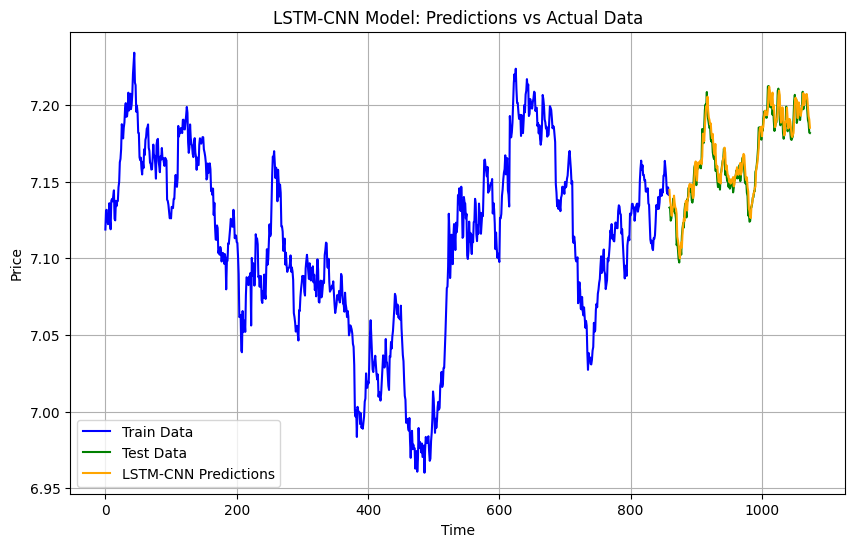 LSTM-CNN Model: Predictions vs Actual Data
Price
7.20
7.15
7.10
7.05
7.00
6.95
Train Data
Test Data
LSTM-CNN Predictions
0 200 400 600 800 1000
Time